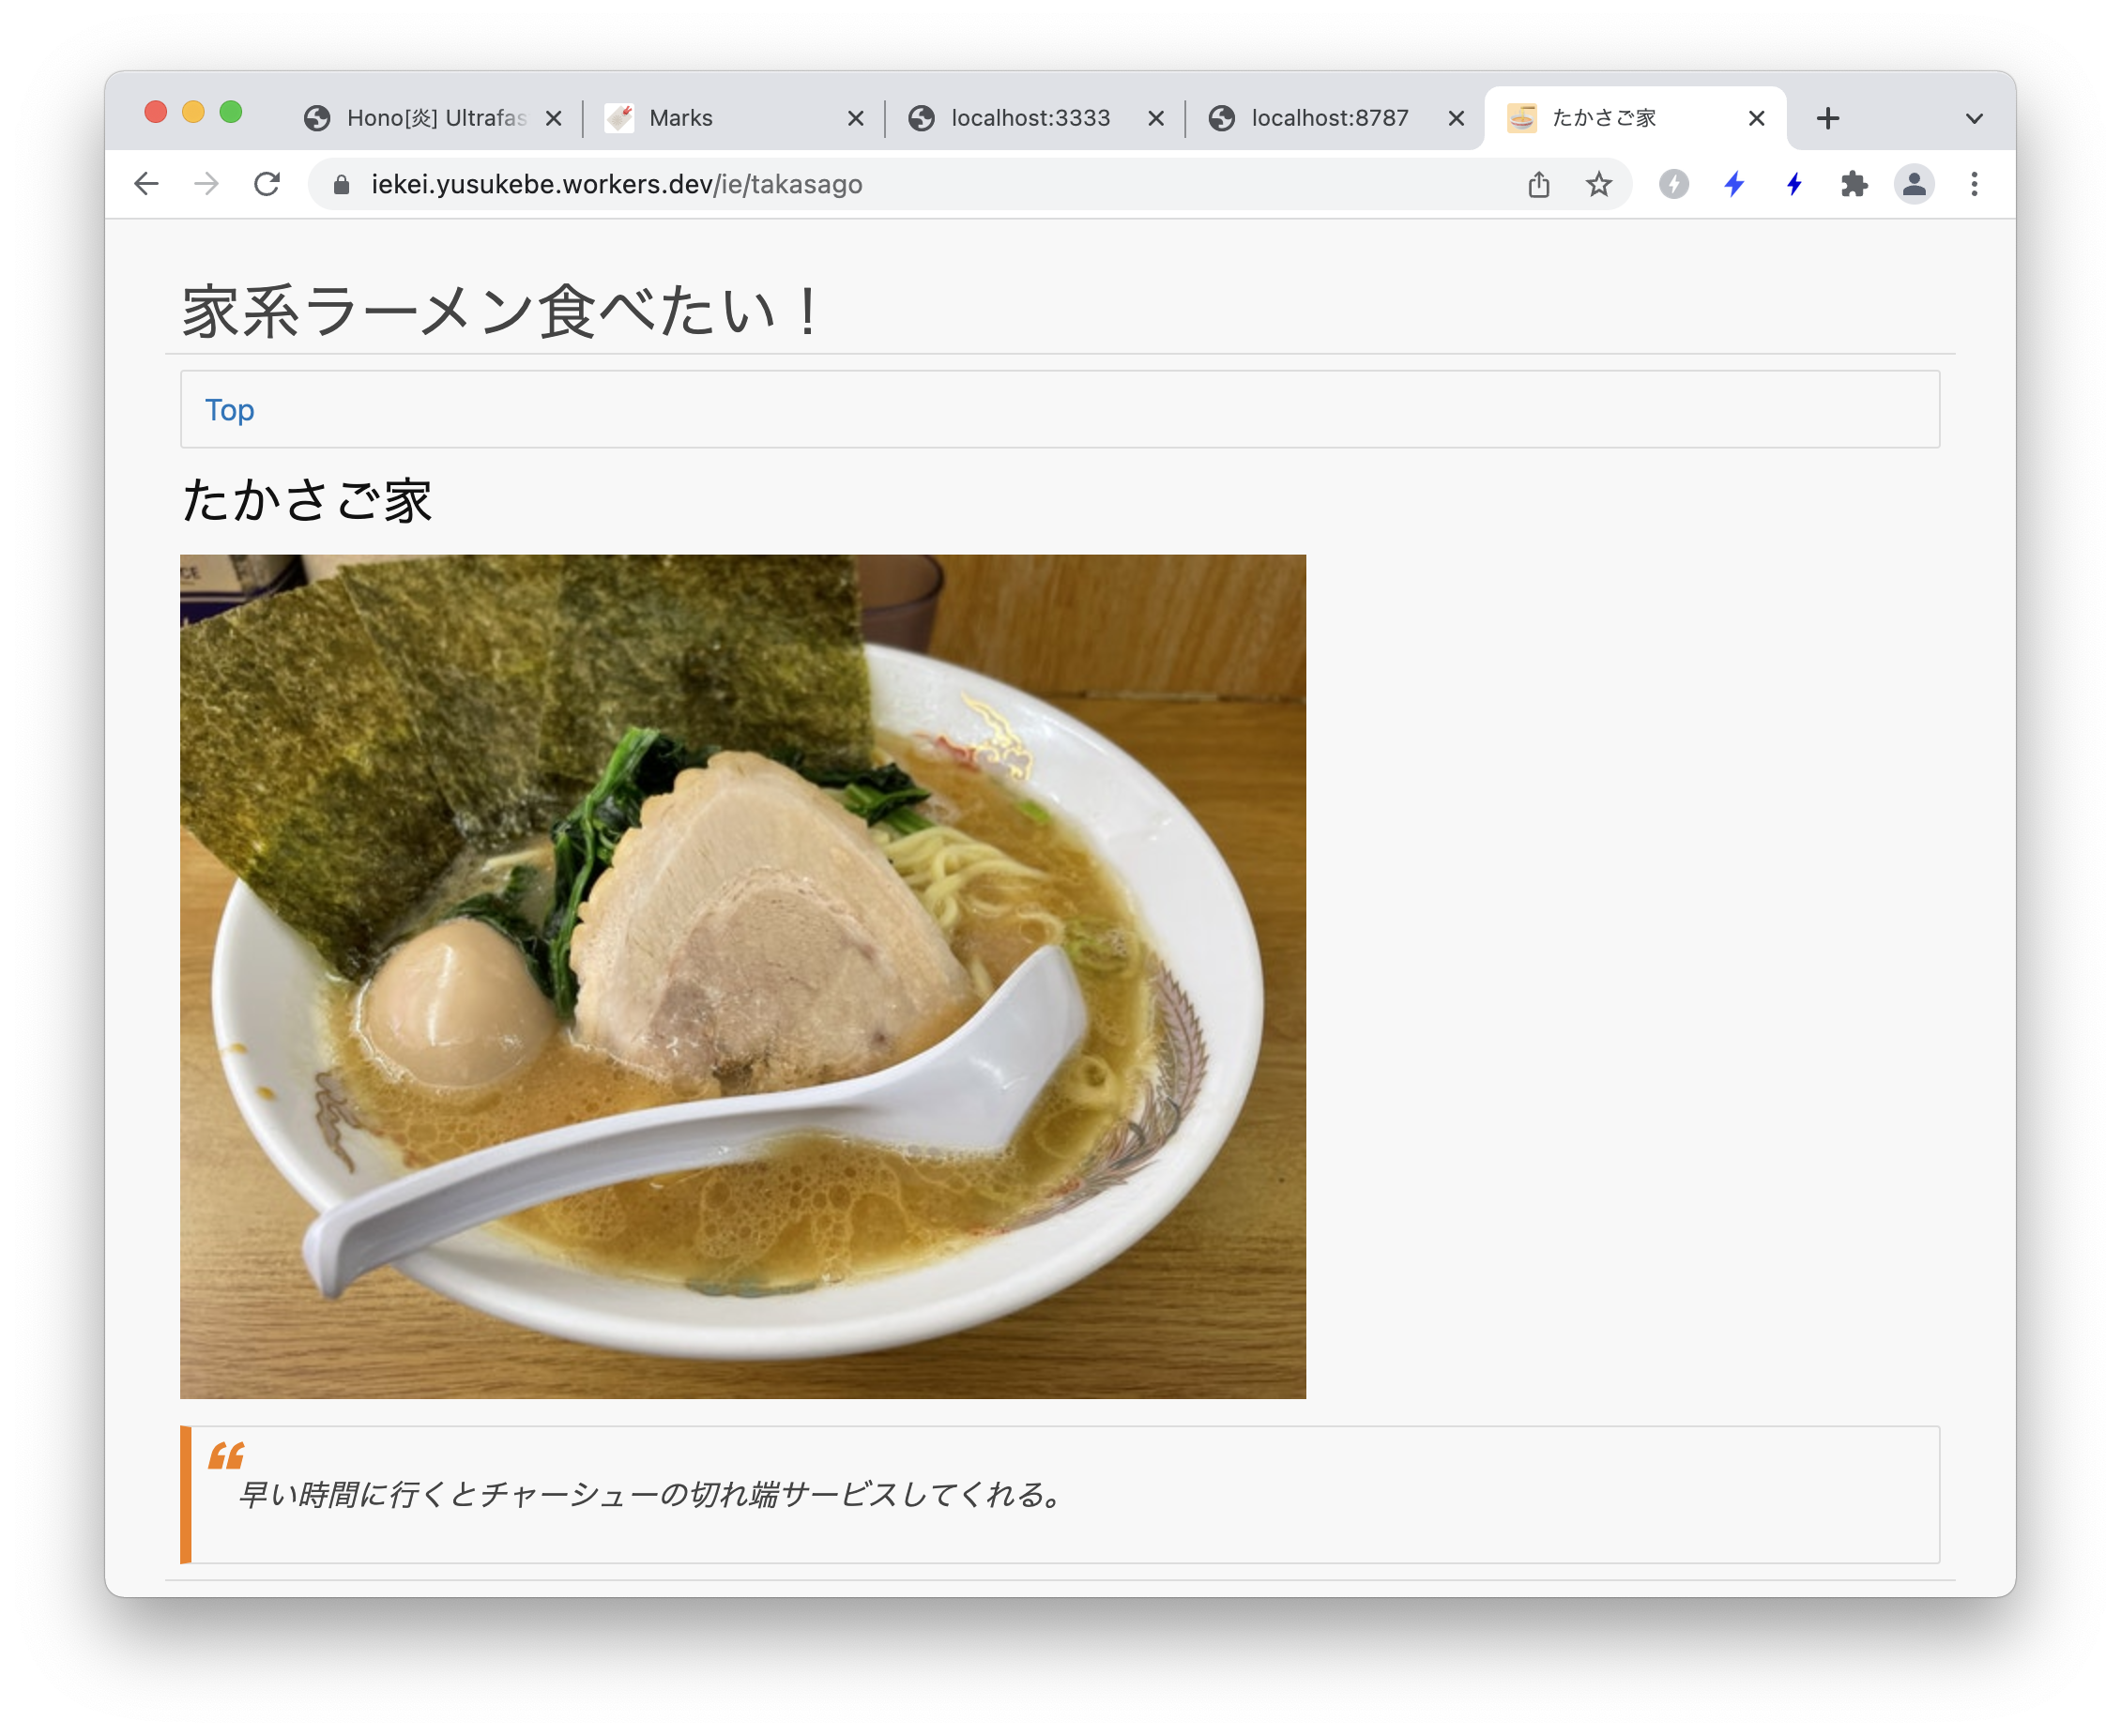 Hono[炎] Ultrafas
Marks
localhost:3333
localhost:8787
たかさご家
iekei.yusukebe.workers.dev/ie/takasago
家系ラーメン食べたい！
Top
たかさご家
CE
“
早い時間に行くとチャーシューの切れ端サービスしてくれる。